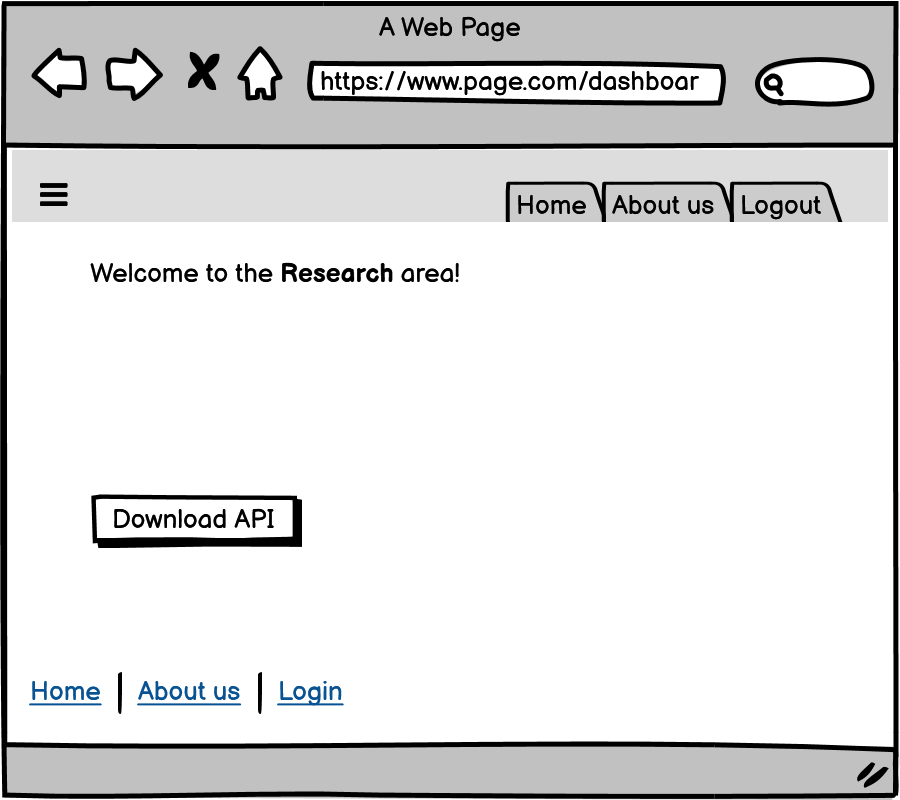 A Web Page
https://www.page.com/dashboar
Home About us Logout
Welcome to the Research area!
Download API
Home About us Login